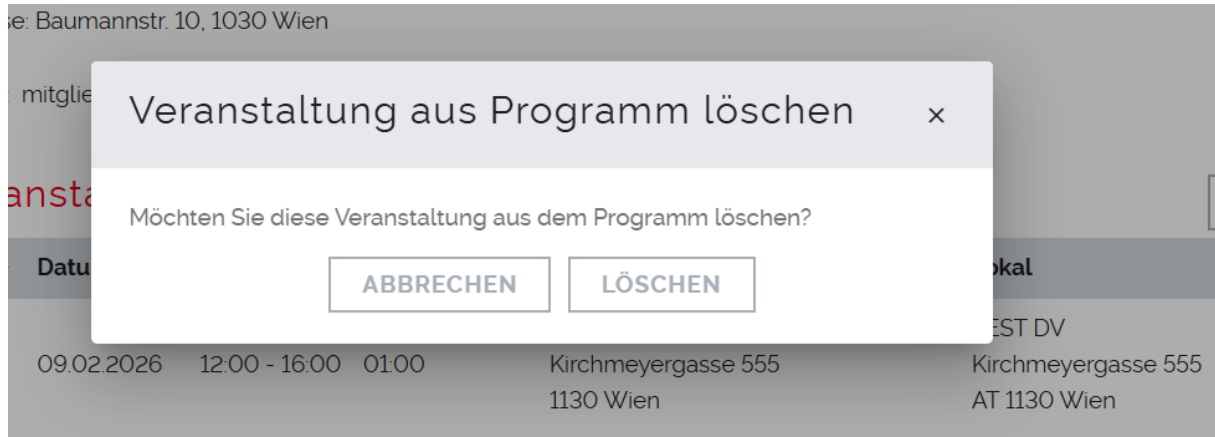 se: Baumannstr. 10, 1030 Wien
mitglie
Veranstaltung aus Programm löschen ×
ansta
Möchten Sie diese Veranstaltung aus dem Programm löschen?
ABBRECHEN LÖSCHEN
Datu okal
EST DV
09.02.2026 12:00 - 16:00 01:00 Kirchmeyergasse 555 Kirchmeyergasse 555
1130 Wien AT 1130 Wien